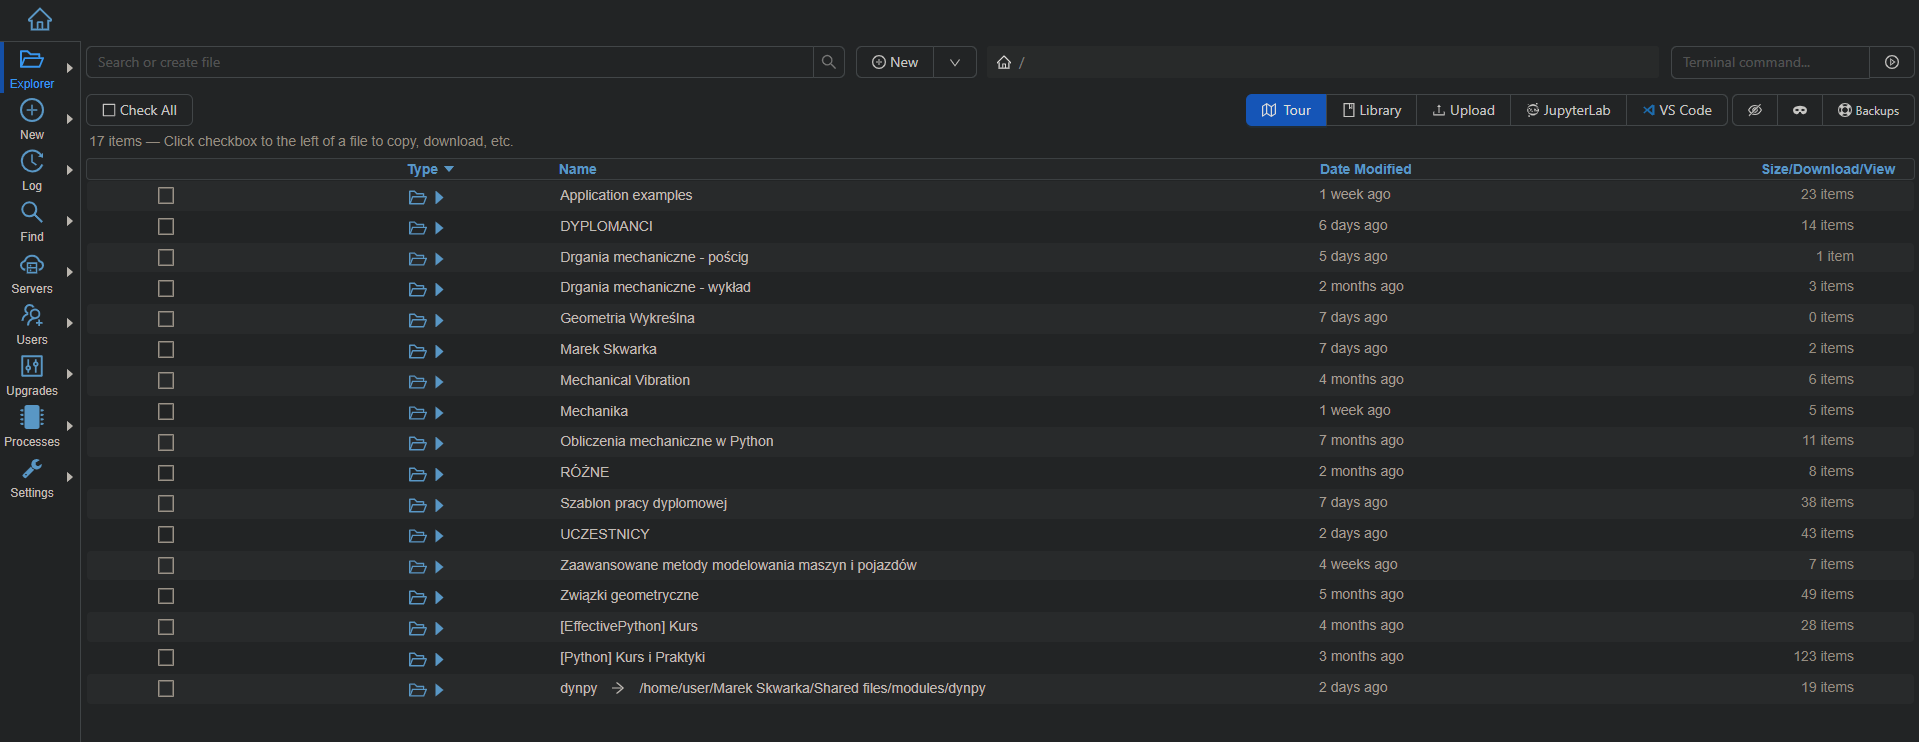 Search or create file
New
/
Terminal command...
Explorer
New
Log
Find
Servers
Users
Upgrades
Processes
Settings
Check All
Tour Library Upload JupyterLab VS Code Backups
17 items — Click checkbox to the left of a file to copy, download, etc.
Type Name Date Modified Size/Download/View
Application examples 1 week ago 23 items
DYPLOMANCI 6 days ago 14 items
Drgania mechaniczne - pościg 5 days ago 1 item
Drgania mechaniczne - wykład 2 months ago 3 items
Geometria Wykreślna 7 days ago 0 items
Marek Skwarka 7 days ago 2 items
Mechanical Vibration 4 months ago 6 items
Mechanika 1 week ago 5 items
Obliczenia mechaniczne w Python 7 months ago 11 items
RÓŻNE 2 months ago 8 items
Szablon pracy dyplomowej 7 days ago 38 items
UCZESTNICY 2 days ago 43 items
Zaawansowane metody modelowania maszyn i pojazdów 4 weeks ago 7 items
Związki geometryczne 5 months ago 49 items
[EffectivePython] Kurs 4 months ago 28 items
[Python] Kurs i Praktyki 3 months ago 123 items
dynpy → /home/user/Marek Skwarka/Shared files/modules/dynpy 2 days ago 19 items